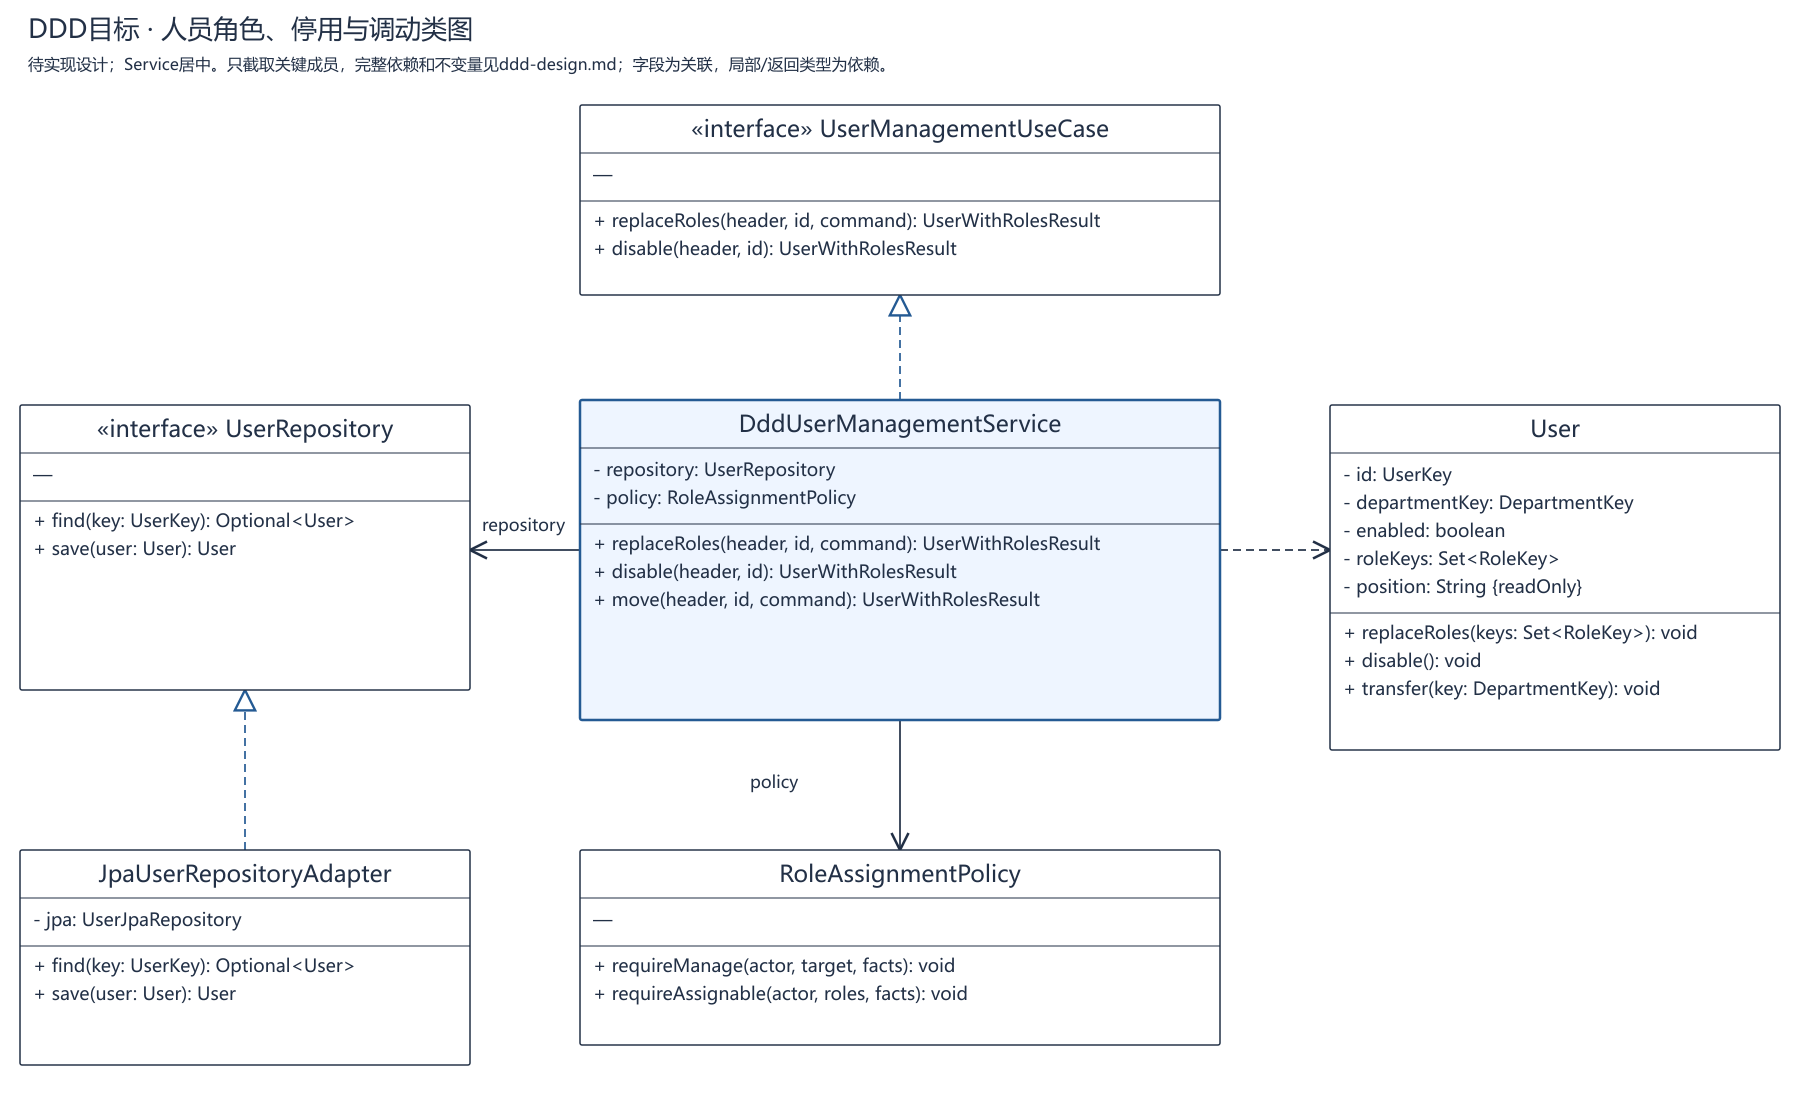 DDD目标 · 人员角色、停用与调动类图
待实现设计；Service居中。只截取关键成员，完整依赖和不变量见ddd-design.md；字段为关联，局部/返回类型为依赖。
«interface» UserManagementUseCase
—
+ replaceRoles(header, id, command): UserWithRolesResult
+ disable(header, id): UserWithRolesResult
«interface» UserRepository
—
+ find(key: UserKey): Optional<User>
+ save(user: User): User
repository
DddUserManagementService
- repository: UserRepository
- policy: RoleAssignmentPolicy
+ replaceRoles(header, id, command): UserWithRolesResult
+ disable(header, id): UserWithRolesResult
+ move(header, id, command): UserWithRolesResult
User
- id: UserKey
- departmentKey: DepartmentKey
- enabled: boolean
- roleKeys: Set<RoleKey>
- position: String {readOnly}
+ replaceRoles(keys: Set<RoleKey>): void
+ disable(): void
+ transfer(key: DepartmentKey): void
policy
JpaUserRepositoryAdapter
- jpa: UserJpaRepository
+ find(key: UserKey): Optional<User>
+ save(user: User): User
RoleAssignmentPolicy
—
+ requireManage(actor, target, facts): void
+ requireAssignable(actor, roles, facts): void